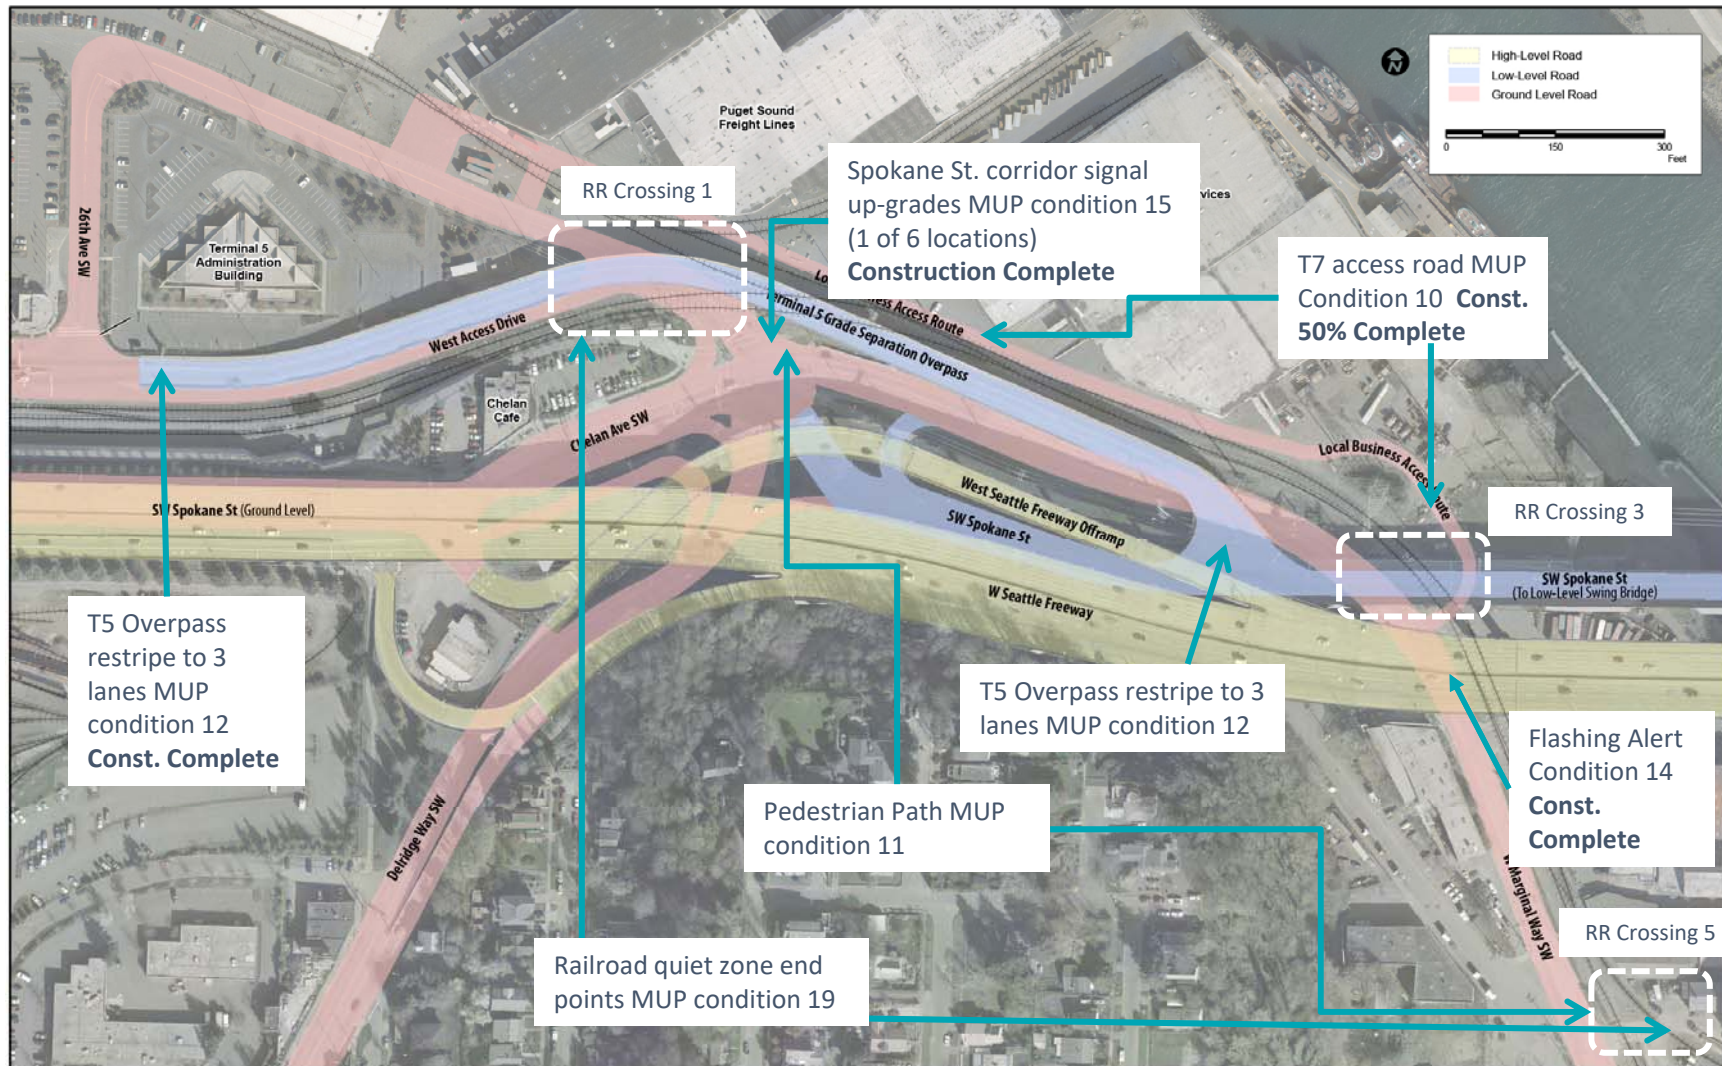 High-Level Road
Low-Level Road
Ground Level Road
N
0 150 300
Feet
Puget Sound
Freight Lines
RR Crossing 1
Spokane St. corridor signal
up-grades MUP condition 15
(1 of 6 locations)
Construction Complete
T7 access road MUP
Condition 10 Const.
50% Complete
26th Ave SW
Terminal 5
Administration
Building
West Access Drive
Terminal 5 Grade Separation Overpass
Access Route
Chelan
Cafe
Chelan Ave SW
Local Business Access Route
West Seattle Freeway Offramp
SW Spokane St
SW Spokane St (Ground Level)
W Seattle Freeway
RR Crossing 3
SW Spokane St
(To Low-Level Swing Bridge)
T5 Overpass
restripe to 3
lanes MUP
condition 12
Const. Complete
T5 Overpass restripe to 3
lanes MUP condition 12
Flashing Alert
Condition 14
Const.
Complete
Pedestrian Path MUP
condition 11
Delridge Way SW
W Marginal Way SW
RR Crossing 5
Railroad quiet zone end
points MUP condition 19